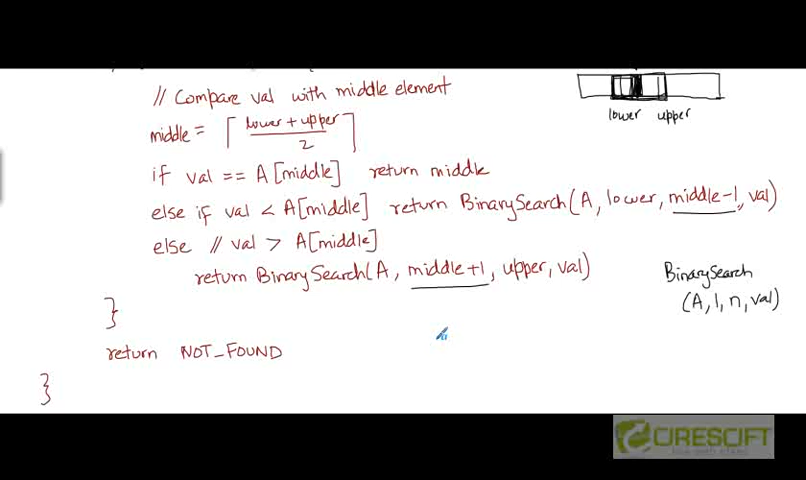 // Compare val with middle element
middle = ⌈ lower + upper / 2 ⌉
if val == A[middle] return middle
else if val < A[middle] return BinarySearch(A, lower, middle-1, val)
else // val > A[middle]
return BinarySearch(A, middle+1, upper, val)
}
return NOT_FOUND
}
lower upper
BinarySearch
(A, 1, n, val)
CIRESCIFT